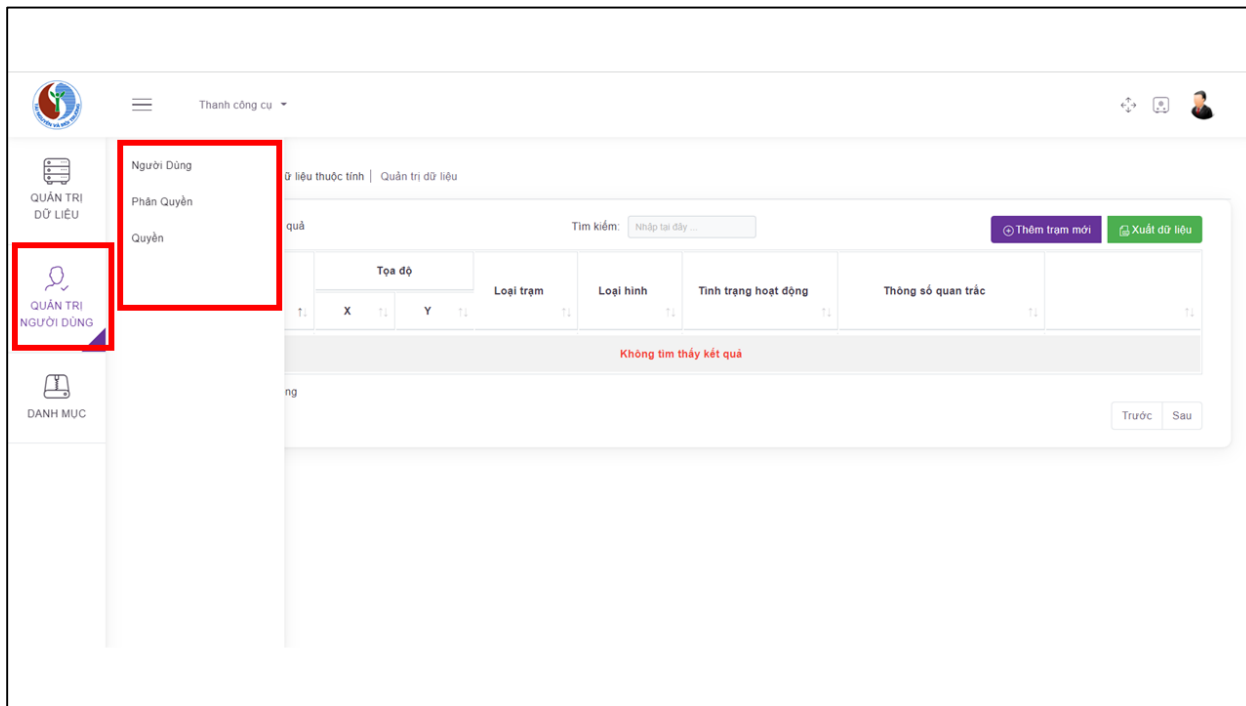 Thanh công cụ
QUẢN TRỊ
DỮ LIỆU
QUẢN TRỊ
NGƯỜI DÙNG
DANH MỤC
Người Dùng
Phân Quyền
Quyền
ữ liệu thuộc tính | Quản trị dữ liệu
quả
Tìm kiếm: Nhập tại đây ...
Thêm trạm mới
Xuất dữ liệu
Tọa độ
Loại trạm
Loại hình
Tình trạng hoạt động
Thông số quan trắc
X
Y
Không tìm thấy kết quả
ng
Trước
Sau